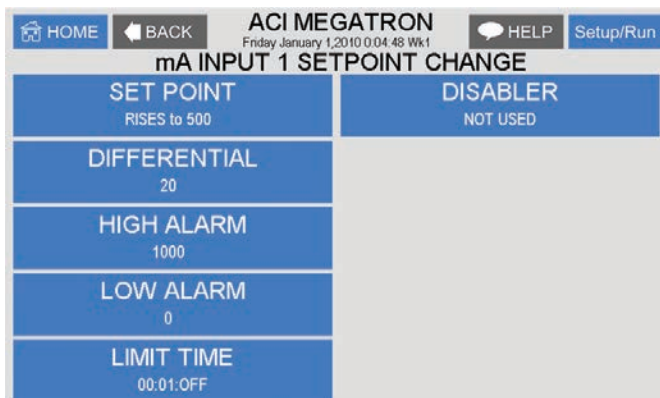 HOME
BACK
ACI MEGATRON
Friday January 1,2010 0:04:48 Wk1
HELP
Setup/Run
mA INPUT 1 SETPOINT CHANGE
SET POINT
RISES to 500
DISABLER
NOT USED
DIFFERENTIAL
20
HIGH ALARM
1000
LOW ALARM
0
LIMIT TIME
00:01:OFF